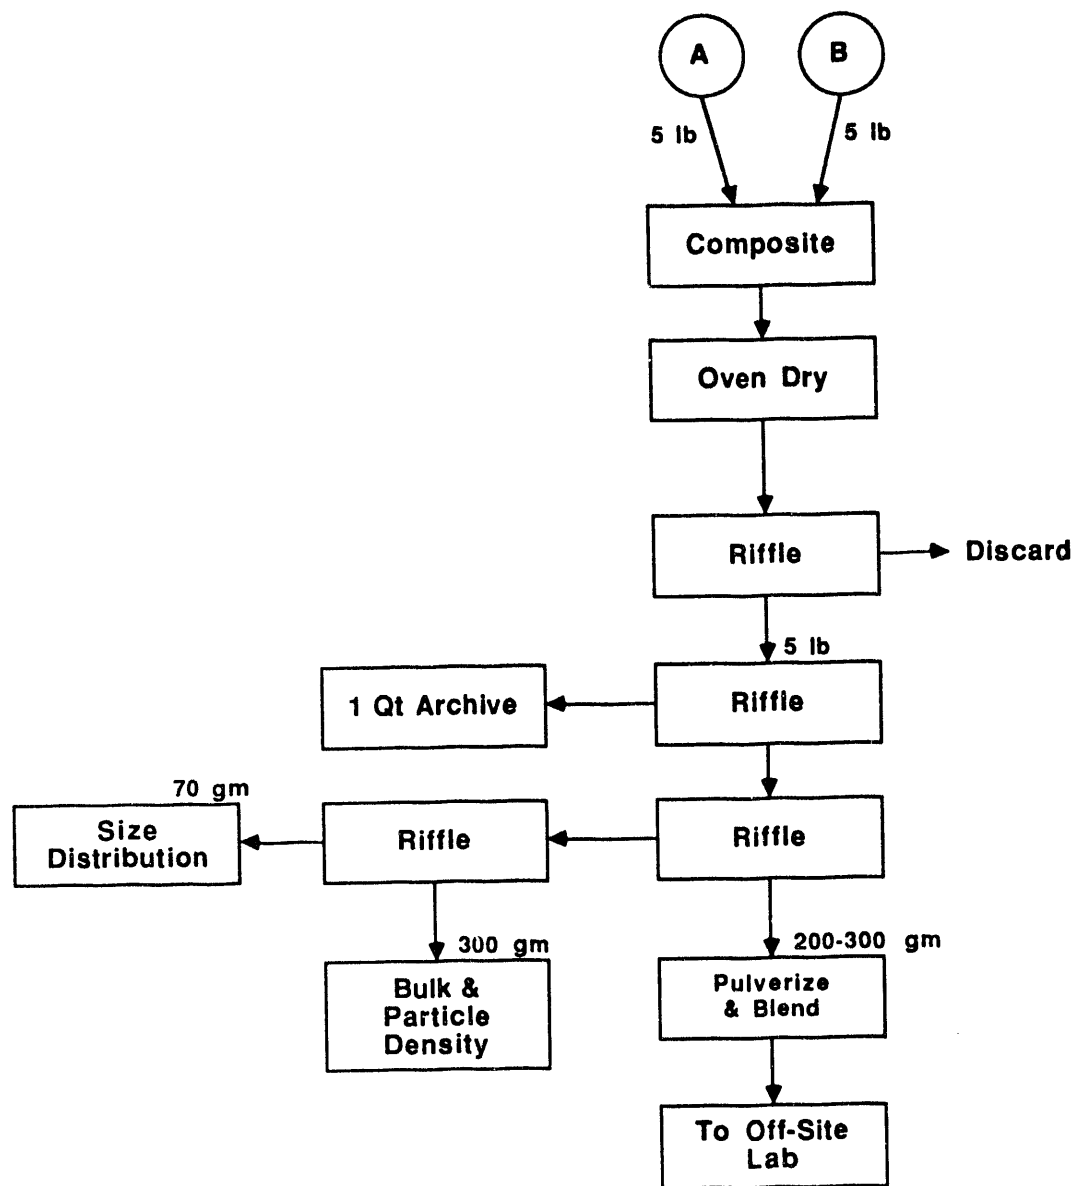 A
B
5 lb
5 lb
Composite
Oven Dry
Riffle
Discard
5 lb
1 Qt Archive
Riffle
70 gm
Size
Distribution
Riffle
Riffle
300 gm
200-300 gm
Bulk &
Particle
Density
Pulverize
& Blend
To Off-Site
Lab